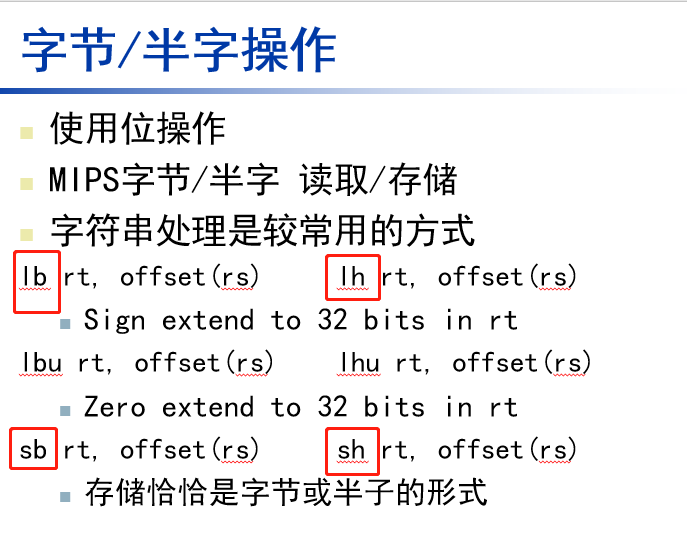 字节/半字操作
使用位操作
MIPS字节/半字 读取/存储
字符串处理是较常用的方式
lb rt, offset(rs) lh rt, offset(rs)
Sign extend to 32 bits in rt
lbu rt, offset(rs) lhu rt, offset(rs)
Zero extend to 32 bits in rt
sb rt, offset(rs) sh rt, offset(rs)
存储恰恰是字节或半子的形式